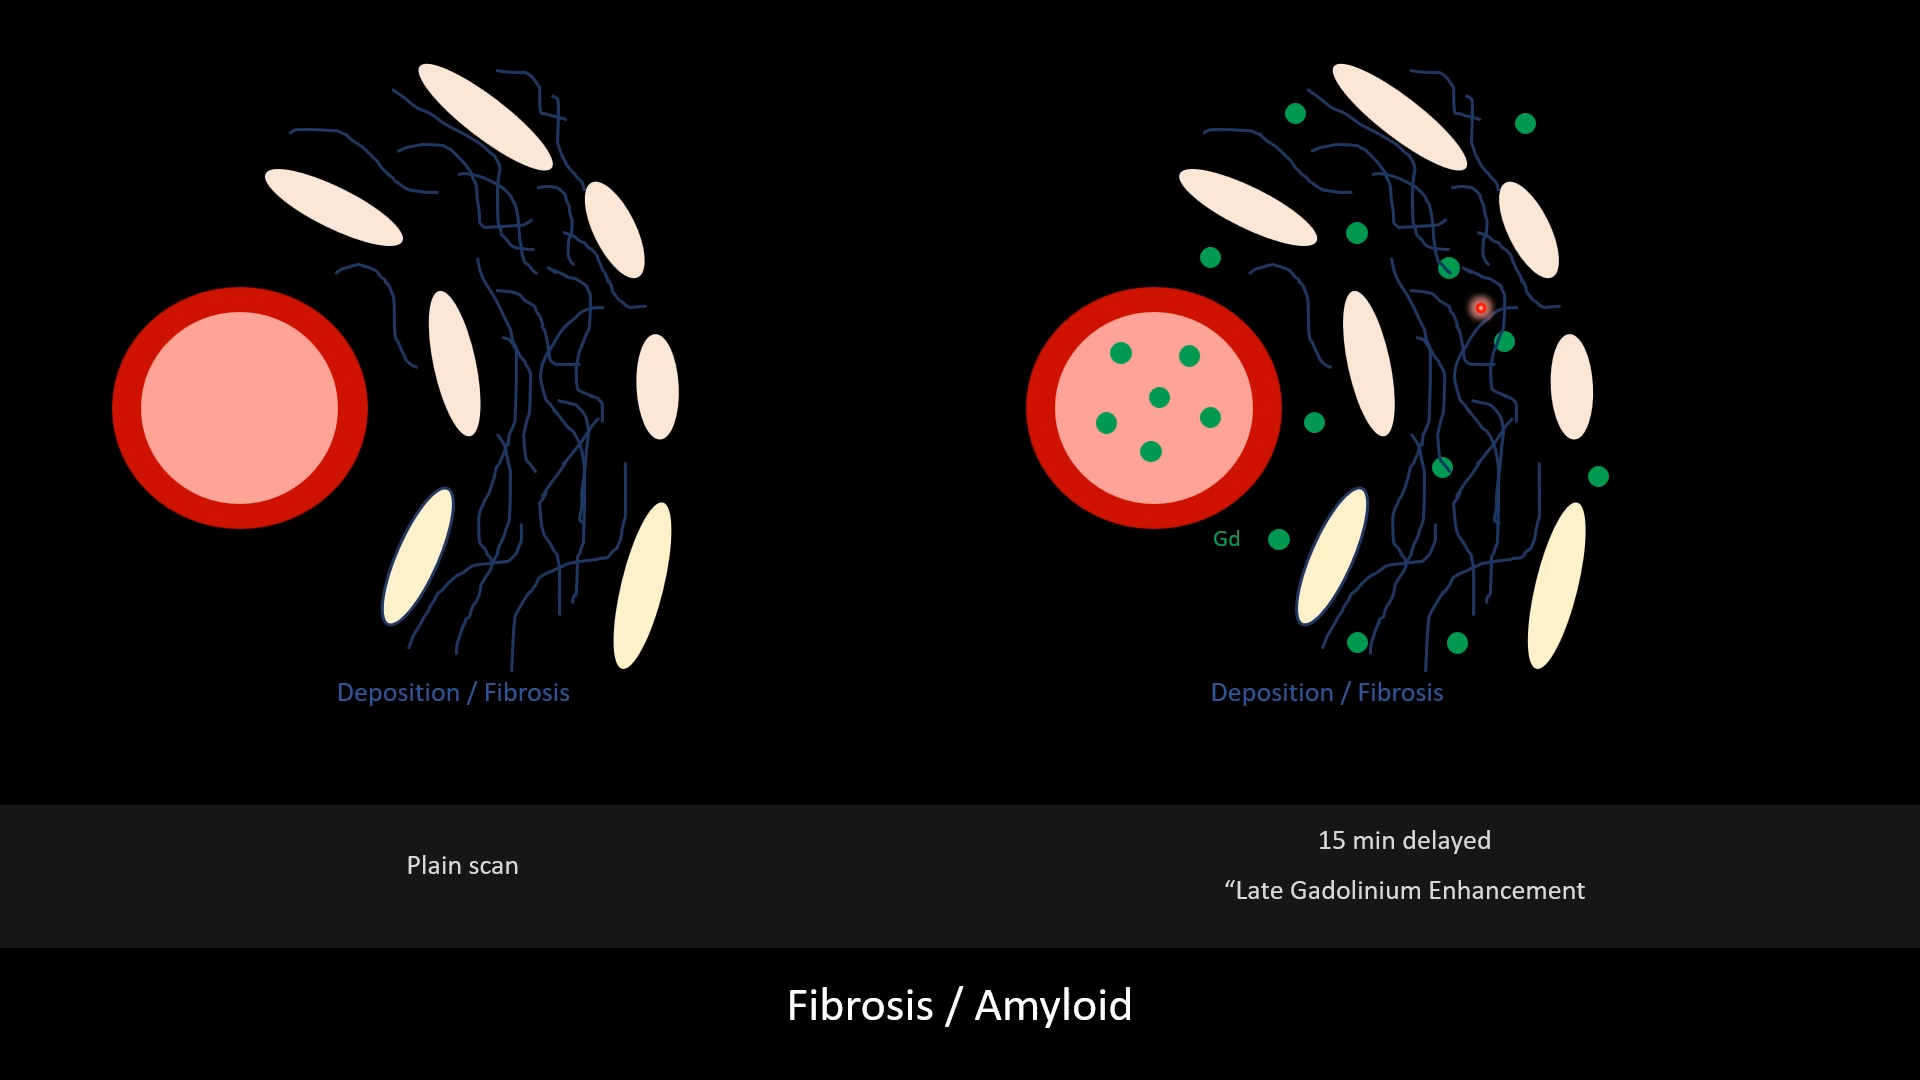 Gd
Deposition / Fibrosis
Deposition / Fibrosis
Plain scan
15 min delayed
“Late Gadolinium Enhancement
Fibrosis / Amyloid